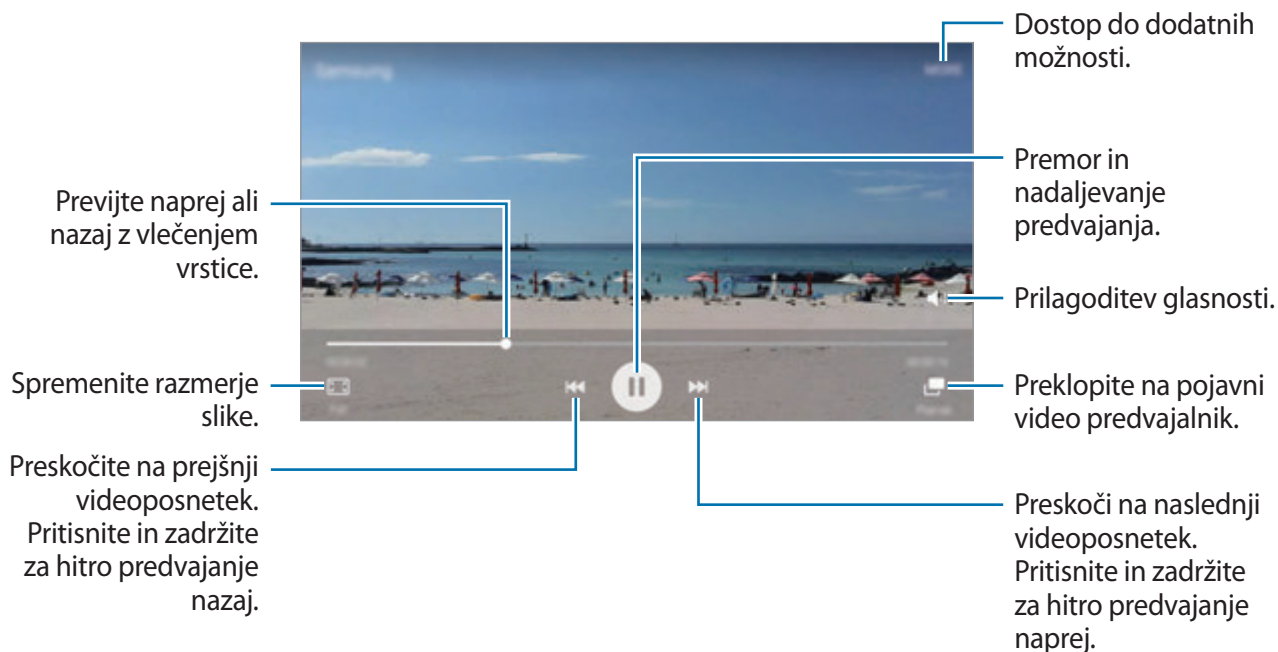 Dostop do dodatnih
možnosti.
Samsung
MORE
Premor in
nadaljevanje
predvajanja.
Previjte naprej ali
nazaj z vlečenjem
vrstice.
Prilagoditev glasnosti.
Spremenite razmerje
slike.
Preklopite na pojavni
video predvajalnik.
Preskočite na prejšnji
videoposnetek.
Pritisnite in zadržite
za hitro predvajanje
nazaj.
Preskoči na naslednji
videoposnetek.
Pritisnite in zadržite
za hitro predvajanje
naprej.